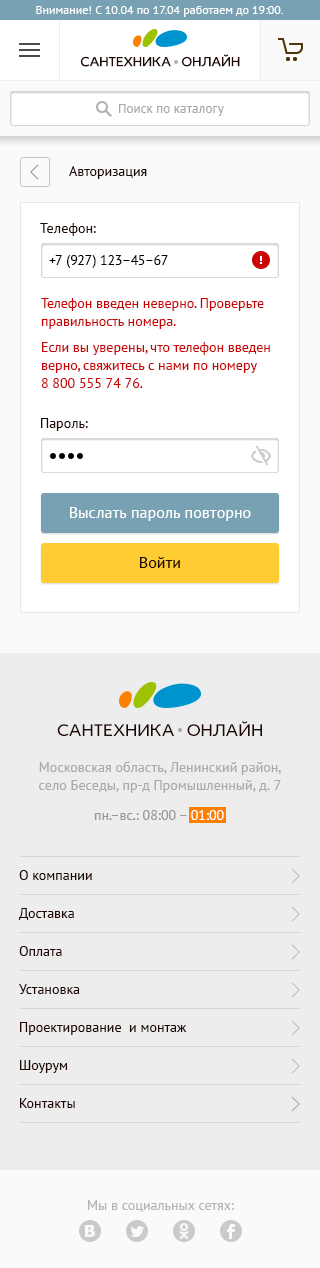 Внимание! С 10.04 по 17.04 работаем до 19:00.
САНТЕХНИКА • ОНЛАЙН
Поиск по каталогу
Авторизация
Телефон:
+7 (927) 123–45–67
Телефон введен неверно. Проверьте
правильность номера.
Если вы уверены, что телефон введен
верно, свяжитесь с нами по номеру
8 800 555 74 76.
Пароль:
Выслать пароль повторно
Войти
САНТЕХНИКА • ОНЛАЙН
Московская область, Ленинский район,
село Беседы, пр-д Промышленный, д. 7
пн.–вс.: 08:00 – 01:00
О компании
Доставка
Оплата
Установка
Проектирование и монтаж
Шоурум
Контакты
Мы в социальных сетях: